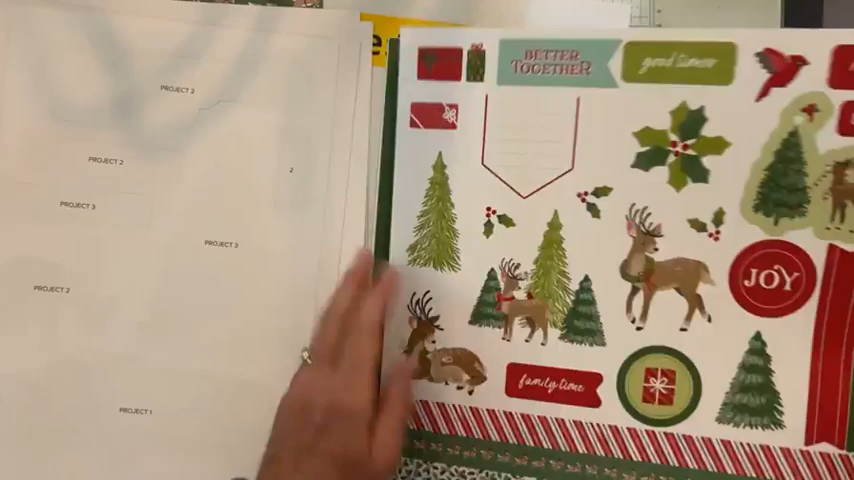 PROJECT 2
PROJECT 2
2
PROJECT 3
PROJECT 3
PROJECT 2
PROJECT 1
e
BETTER
TOGETHER
good times
JOY
family time